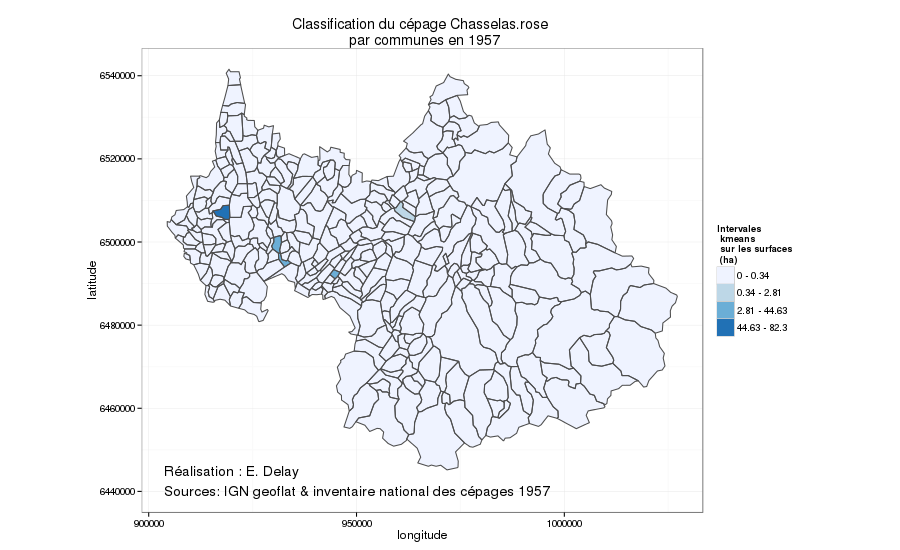 Classification du cépage Chasselas.rose
par communes en 1957
6540000
6520000
6500000
6480000
6460000
6440000
latitude
900000
950000
1000000
longitude
Réalisation : E. Delay
Sources: IGN geoflat & inventaire national des cépages 1957
Intervales
kmeans
sur les surfaces
(ha)
0 - 0.34
0.34 - 2.81
2.81 - 44.63
44.63 - 82.3